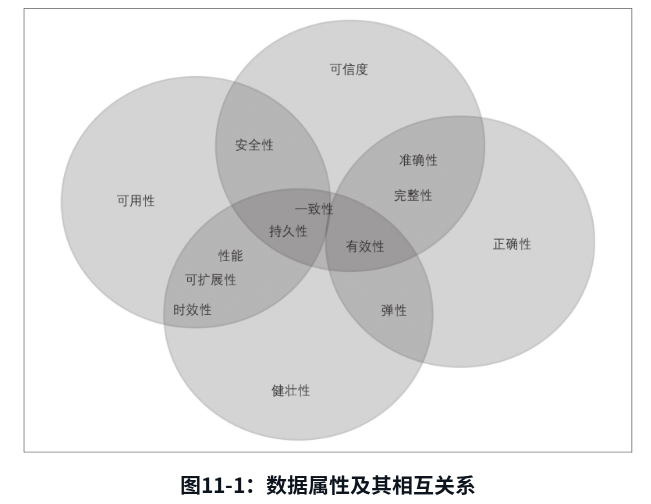 可信度
安全性
准确性
完整性
可用性
一致性
持久性
有效性
正确性
性能
可扩展性
时效性
弹性
健壮性
图11-1：数据属性及其相互关系